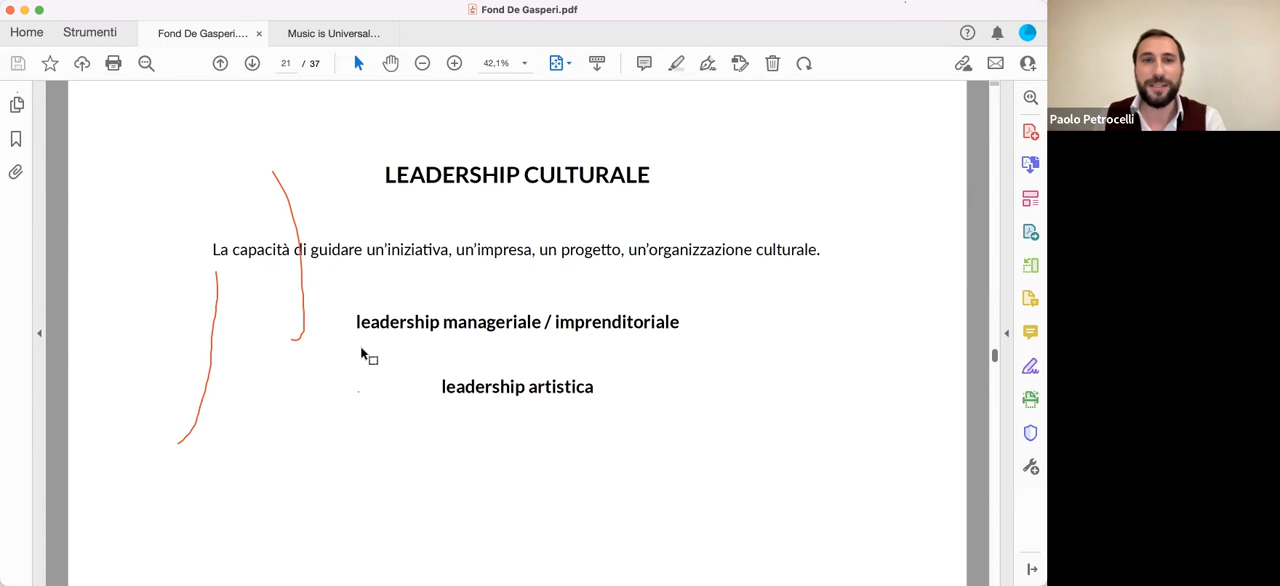 Fond De Gasperi.pdf
Home Strumenti Fond De Gasperi.... × Music is Universal...
21 / 37 42,1%
Paolo Petrocelli
LEADERSHIP CULTURALE
La capacità di guidare un’iniziativa, un’impresa, un progetto, un’organizzazione culturale.
leadership manageriale / imprenditoriale
leadership artistica